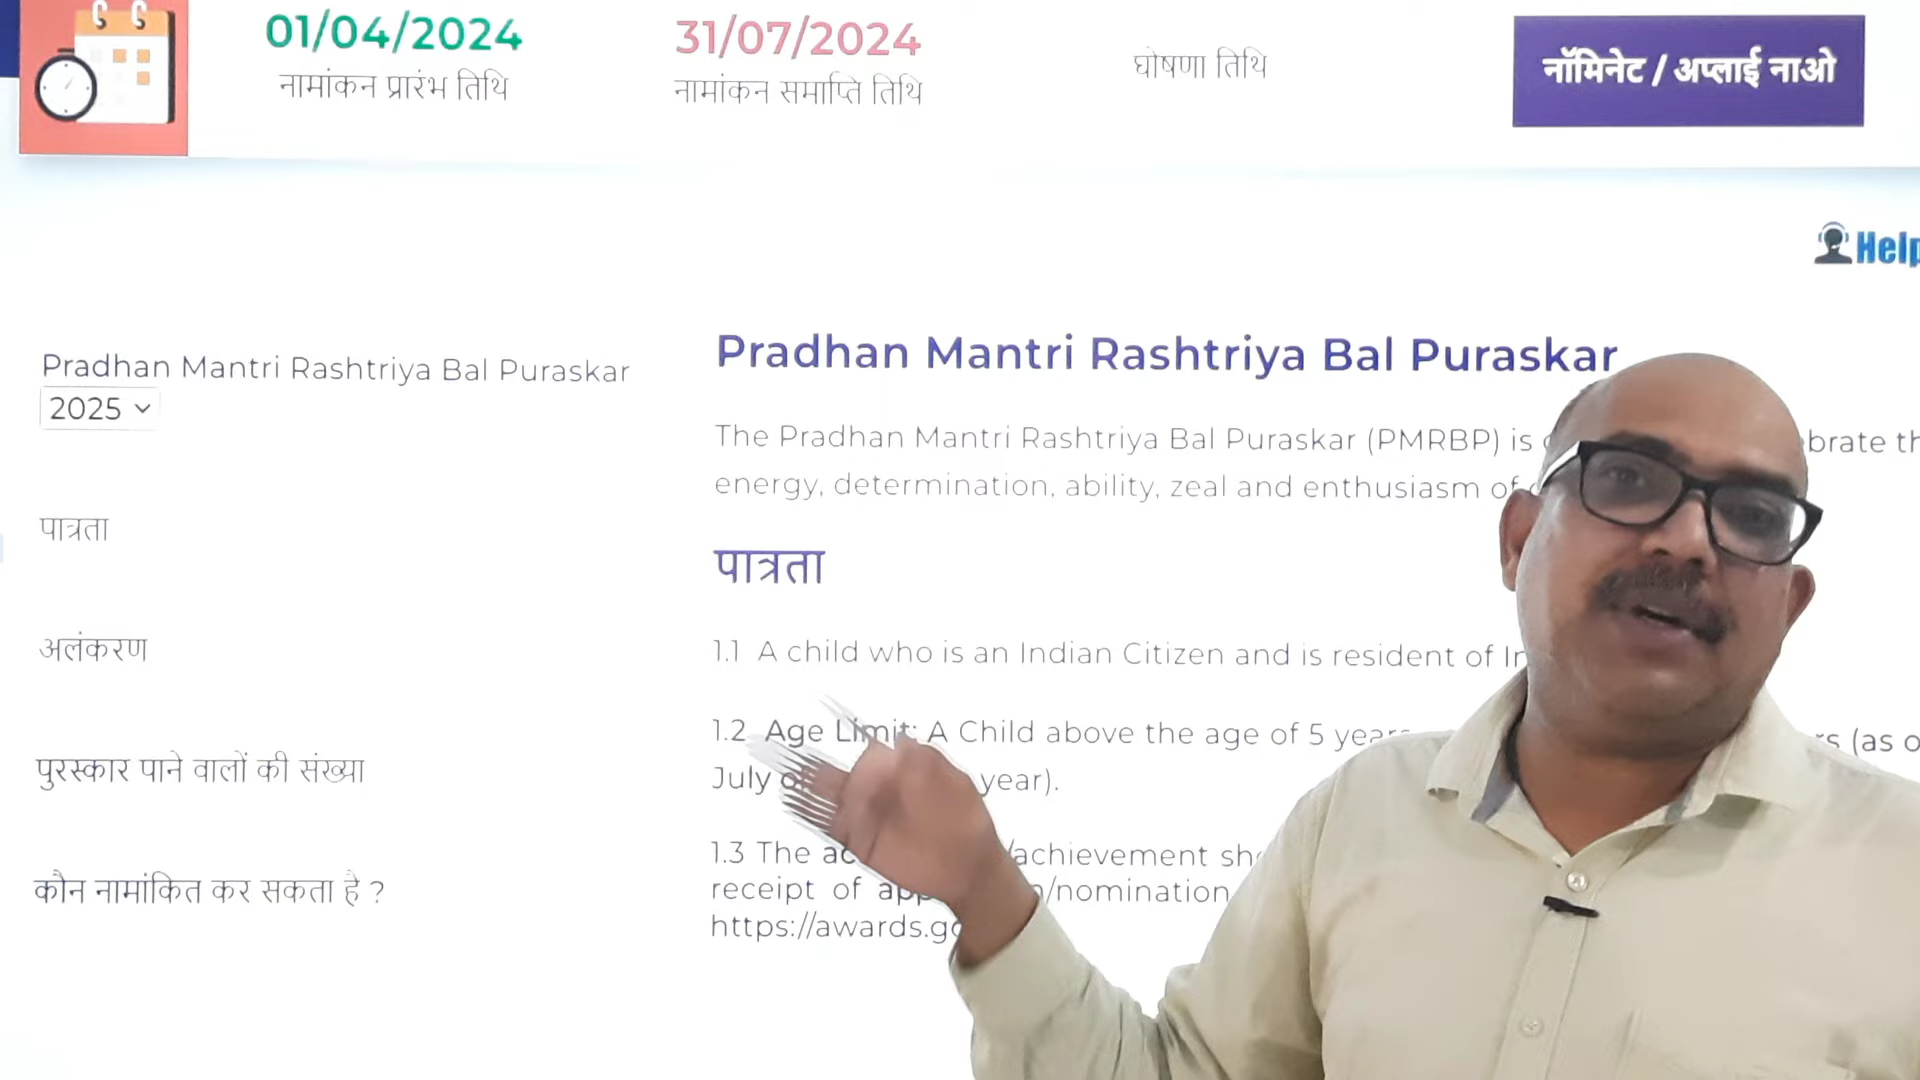 01/04/2024
नामांकन प्रारंभ तिथि
31/07/2024
नामांकन समाप्ति तिथि
घोषणा तिथि
नॉमिनेट / अप्लाई नाओ
Help
Pradhan Mantri Rashtriya Bal Puraskar
2025
पात्रता
अलंकरण
पुरस्कार पाने वालों की संख्या
कौन नामांकित कर सकता है ?
Pradhan Mantri Rashtriya Bal Puraskar
The Pradhan Mantri Rashtriya Bal Puraskar (PMRBP) is
energy, determination, ability, zeal and enthusiasm of
पात्रता
1.1 A child who is an Indian Citizen and is resident of
1.2 Age Limit: A Child above the age of 5 years (as
July year).
1.3 The /achievement
receipt of /nomination
https://awards.go